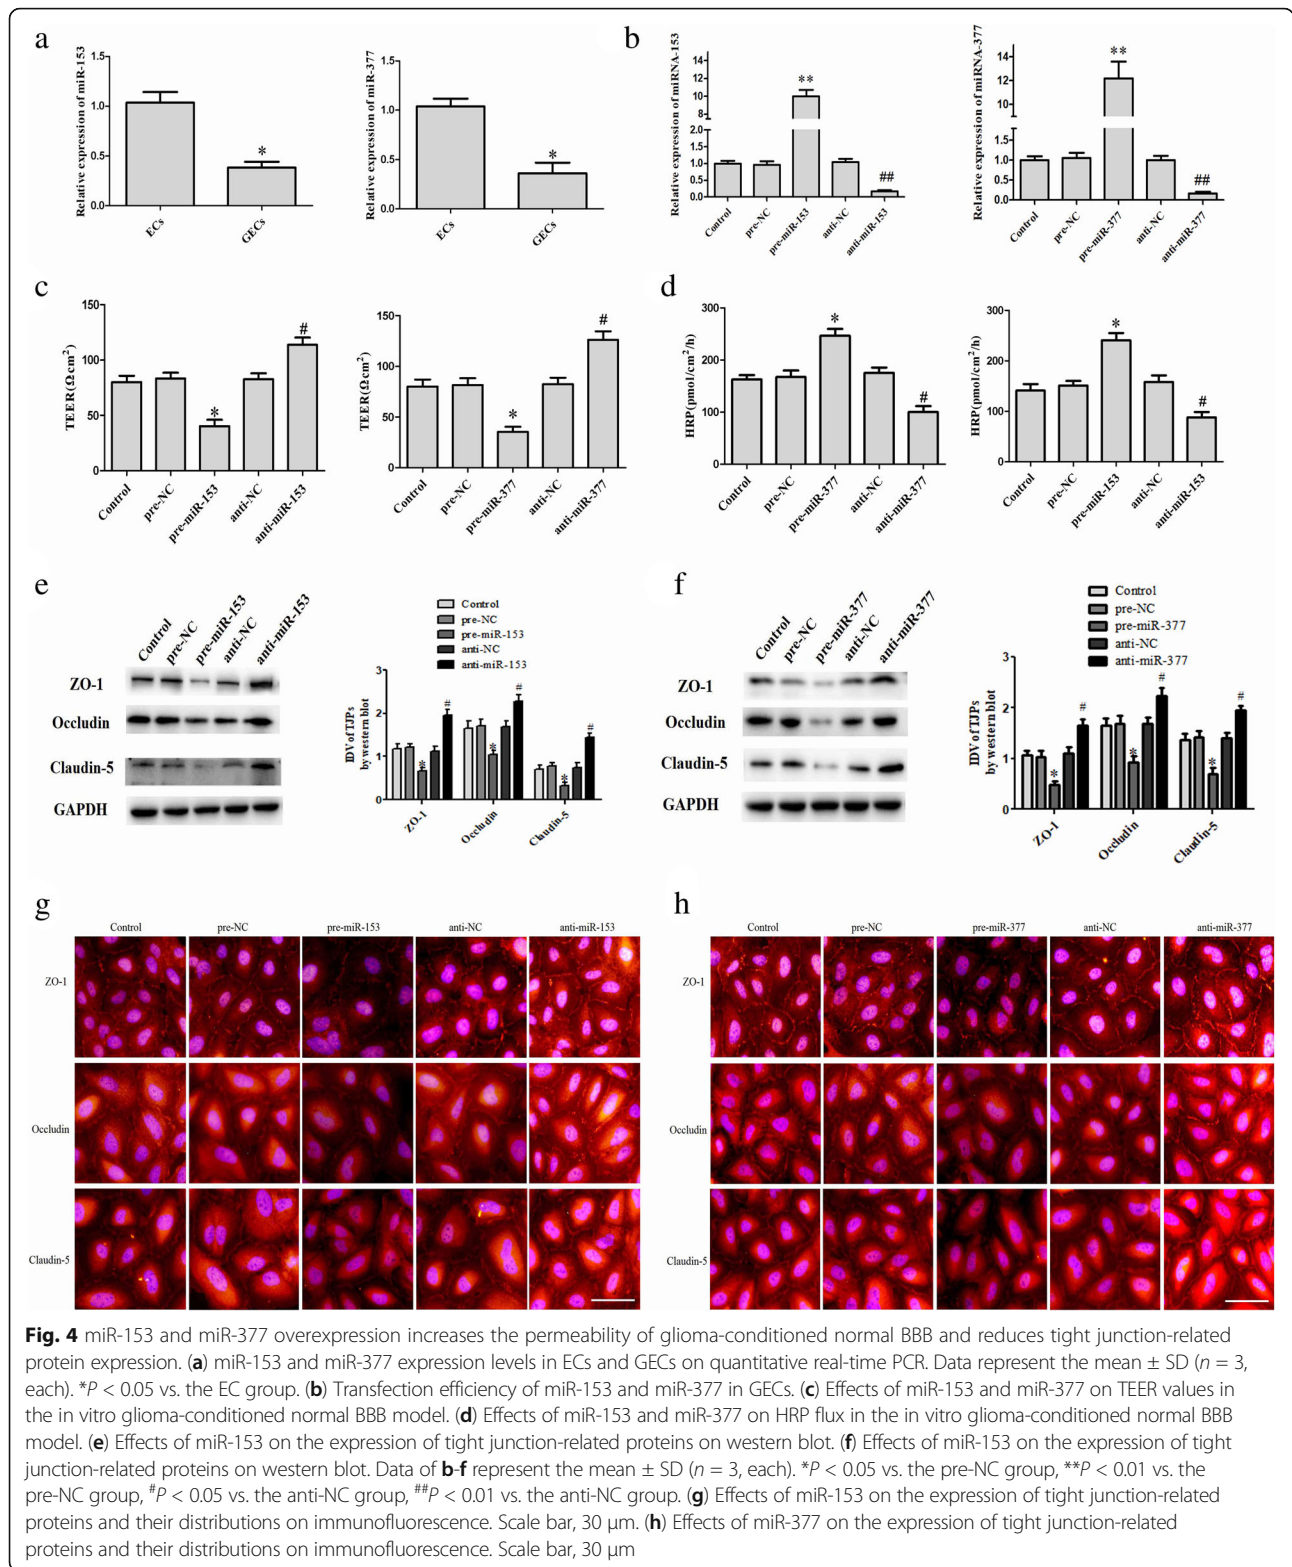 a
b
Relative expression of miR-153
1.5
1.0
0.5
0.0
*
ECs
GECs
Relative expression of miR-377
1.5
1.0
0.5
0.0
*
ECs
GECs
Relative expression of miRNA-153
14
12
10
8
2.0
1.5
1.0
0.5
0.0
**
##
Control
pre-NC
pre-miR-153
anti-NC
anti-miR-153
Relative expression of miRNA-377
14
12
1.5
1.0
0.5
0.0
**
##
Control
pre-NC
pre-miR-377
anti-NC
anti-miR-377
c
d
TEER(Ωcm²)
150
100
50
0
*
#
Control
pre-NC
pre-miR-153
anti-NC
anti-miR-153
TEER(Ωcm²)
150
100
50
0
*
#
Control
pre-NC
pre-miR-377
anti-NC
anti-miR-377
HRP(pmol/cm²/h)
300
200
100
0
*
#
Control
pre-NC
pre-miR-377
anti-NC
anti-miR-377
HRP(pmol/cm²/h)
300
200
100
0
*
#
Control
pre-NC
pre-miR-153
anti-NC
anti-miR-153
e
f
Control
pre-NC
pre-miR-153
anti-NC
anti-miR-153
ZO-1
Occludin
Claudin-5
GAPDH
Control
pre-NC
pre-miR-153
anti-NC
anti-miR-153
IDV of TJPs
by western blot
3
2
1
0
*
#
*
#
*
#
ZO-1
Occludin
Claudin-5
Control
pre-NC
pre-miR-377
anti-NC
anti-miR-377
ZO-1
Occludin
Claudin-5
GAPDH
Control
pre-NC
pre-miR-377
anti-NC
anti-miR-377
IDV of TJPs
by western blot
3
2
1
0
*
#
*
#
*
#
ZO-1
Occludin
Claudin-5
g
h
Control pre-NC pre-miR-153 anti-NC anti-miR-153
ZO-1
Occludin
Claudin-5
Control pre-NC pre-miR-377 anti-NC anti-miR-377
ZO-1
Occludin
Claudin-5
Fig. 4 miR-153 and miR-377 overexpression increases the permeability of glioma-conditioned normal BBB and reduces tight junction-related
protein expression. (a) miR-153 and miR-377 expression levels in ECs and GECs on quantitative real-time PCR. Data represent the mean ± SD (n = 3,
each). *P < 0.05 vs. the EC group. (b) Transfection efficiency of miR-153 and miR-377 in GECs. (c) Effects of miR-153 and miR-377 on TEER values in
the in vitro glioma-conditioned normal BBB model. (d) Effects of miR-153 and miR-377 on HRP flux in the in vitro glioma-conditioned normal BBB
model. (e) Effects of miR-153 on the expression of tight junction-related proteins on western blot. (f) Effects of miR-153 on the expression of tight
junction-related proteins on western blot. Data of b-f represent the mean ± SD (n = 3, each). *P < 0.05 vs. the pre-NC group, **P < 0.01 vs. the
pre-NC group, #P < 0.05 vs. the anti-NC group, ##P < 0.01 vs. the anti-NC group. (g) Effects of miR-153 on the expression of tight junction-related
proteins and their distributions on immunofluorescence. Scale bar, 30 μm. (h) Effects of miR-377 on the expression of tight junction-related
proteins and their distributions on immunofluorescence. Scale bar, 30 μm